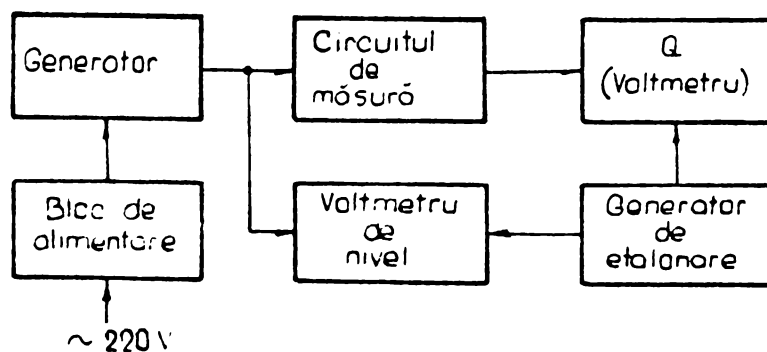 Generator
Circuitul
de
măsură
Q
(Voltmetru)
Bloc de
alimentare
Voltmetru
de
nivel
Generator
de
etalonare
~ 220 V